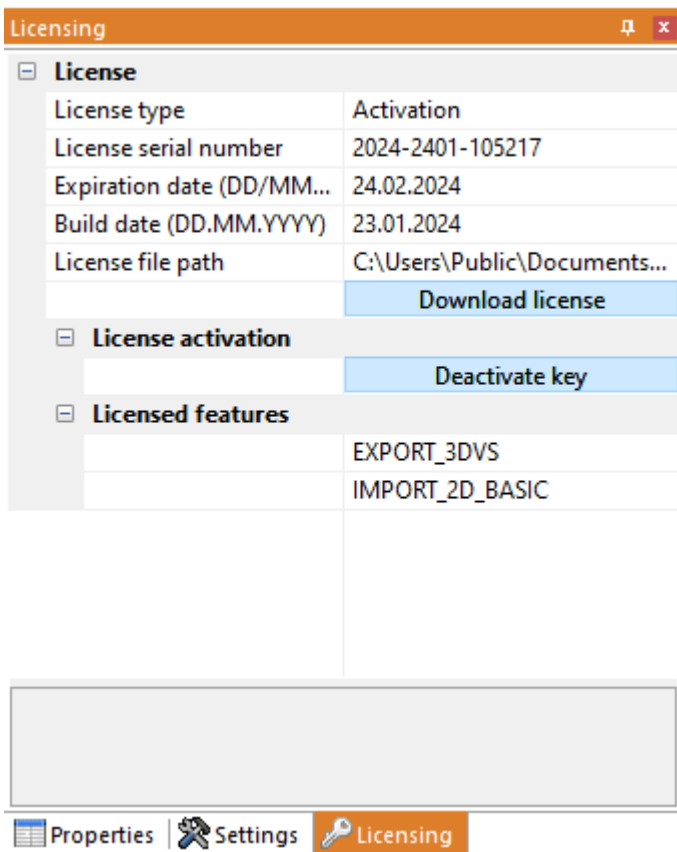 Licensing
License
License type Activation
License serial number 2024-2401-105217
Expiration date (DD/MM... 24.02.2024
Build date (DD.MM.YYYY) 23.01.2024
License file path C:\Users\Public\Documents...
Download license
License activation
Deactivate key
Licensed features
EXPORT_3DVS
IMPORT_2D_BASIC
Properties Settings Licensing